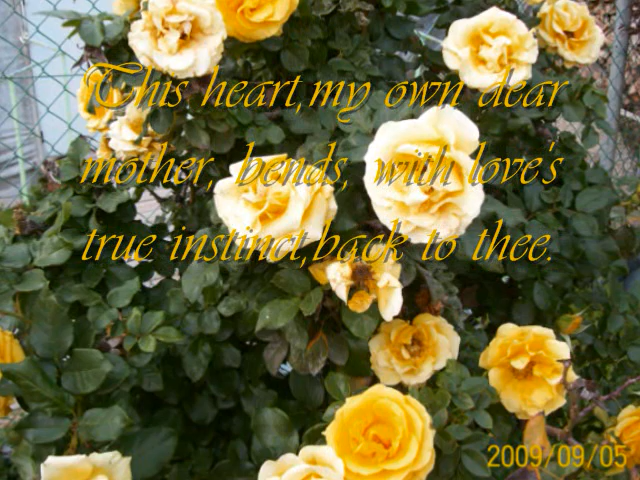 This heart,my own dear
mother, bends, with love's
true instinct,back to thee.
2009/09/05